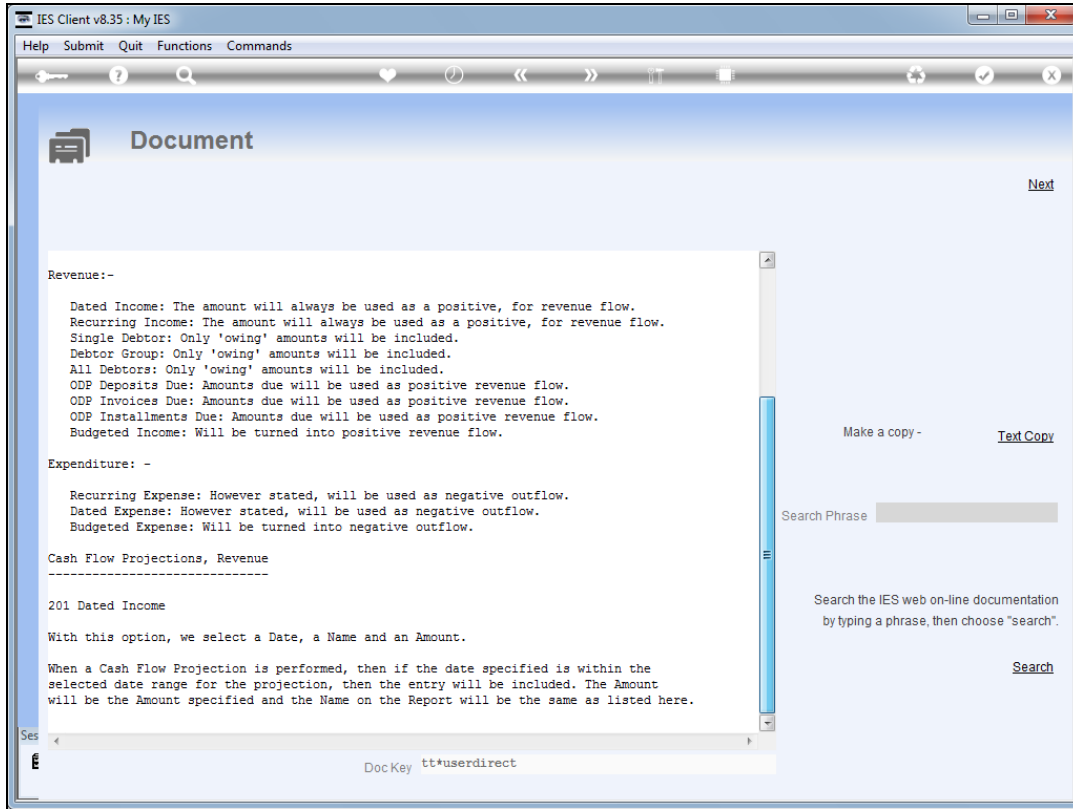 IES Client v8.35 : My IES
Help Submit Quit Functions Commands
Document
Next
Revenue:-
Dated Income: The amount will always be used as a positive, for revenue flow.
Recurring Income: The amount will always be used as a positive, for revenue flow.
Single Debtor: Only 'owing' amounts will be included.
Debtor Group: Only 'owing' amounts will be included.
All Debtors: Only 'owing' amounts will be included.
ODP Deposits Due: Amounts due will be used as positive revenue flow.
ODP Invoices Due: Amounts due will be used as positive revenue flow.
ODP Installments Due: Amounts due will be used as positive revenue flow.
Budgeted Income: Will be turned into positive revenue flow.
Make a copy -
Text Copy
Expenditure: -
Recurring Expense: However stated, will be used as negative outflow.
Dated Expense: However stated, will be used as negative outflow.
Budgeted Expense: Will be turned into negative outflow.
Search Phrase
Cash Flow Projections, Revenue
------------------------------
201 Dated Income
Search the IES web on-line documentation
by typing a phrase, then choose "search".
With this option, we select a Date, a Name and an Amount.
When a Cash Flow Projection is performed, then if the date specified is within the
selected date range for the projection, then the entry will be included. The Amount
will be the Amount specified and the Name on the Report will be the same as listed here.
Search
Ses
Doc Key tt*userdirect